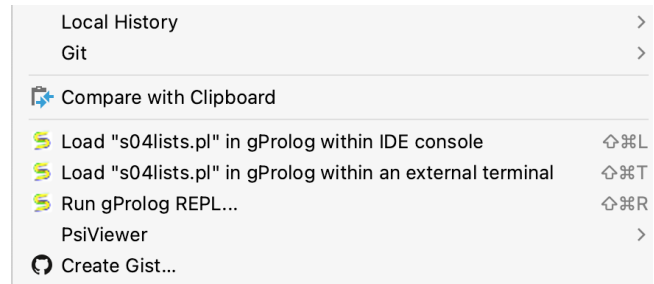 Local History
Git
Compare with Clipboard
Load "s04lists.pl" in gProlog within IDE console ⇧⌘L
Load "s04lists.pl" in gProlog within an external terminal ⇧⌘T
Run gProlog REPL... ⇧⌘R
PsiViewer
Create Gist...